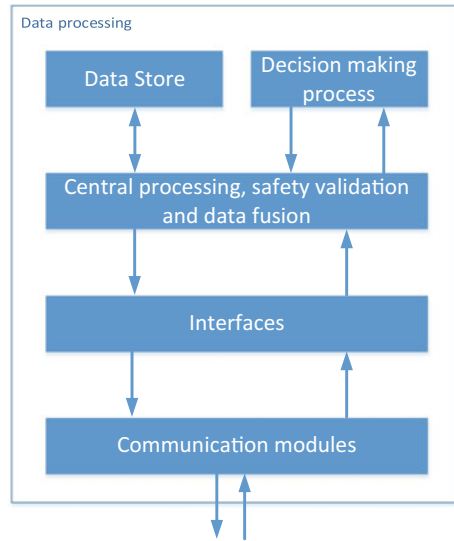 Data processing
Data Store
Decision making
process
Central processing, safety validation
and data fusion
Interfaces
Communication modules